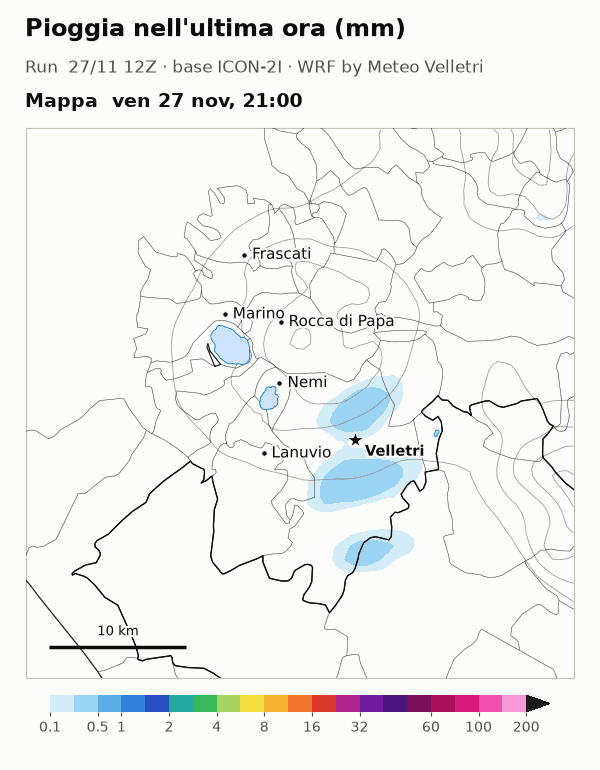 Pioggia nell'ultima ora (mm)
Run 27/11 12Z · base ICON-2I · WRF by Meteo Velletri
Mappa ven 27 nov, 21:00
Frascati
Marino
Rocca di Papa
Nemi
Velletri
Lanuvio
10 km
0.1 0.5 1 2 4 8 16 32 60 100 200